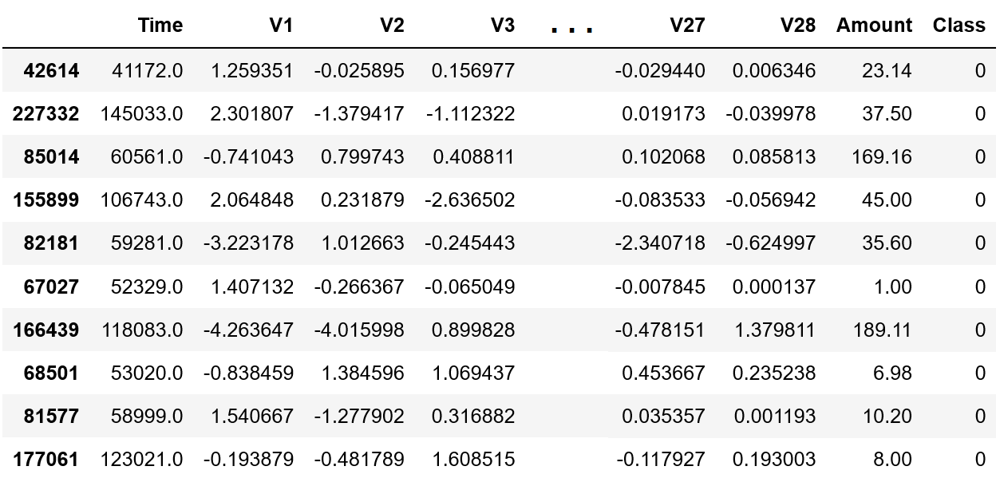 Time V1 V2 V3 . . . V27 V28 Amount Class
42614 41172.0 1.259351 -0.025895 0.156977 -0.029440 0.006346 23.14 0
227332 145033.0 2.301807 -1.379417 -1.112322 0.019173 -0.039978 37.50 0
85014 60561.0 -0.741043 0.799743 0.408811 0.102068 0.085813 169.16 0
155899 106743.0 2.064848 0.231879 -2.636502 -0.083533 -0.056942 45.00 0
82181 59281.0 -3.223178 1.012663 -0.245443 -2.340718 -0.624997 35.60 0
67027 52329.0 1.407132 -0.266367 -0.065049 -0.007845 0.000137 1.00 0
166439 118083.0 -4.263647 -4.015998 0.899828 -0.478151 1.379811 189.11 0
68501 53020.0 -0.838459 1.384596 1.069437 0.453667 0.235238 6.98 0
81577 58999.0 1.540667 -1.277902 0.316882 0.035357 0.001193 10.20 0
177061 123021.0 -0.193879 -0.481789 1.608515 -0.117927 0.193003 8.00 0